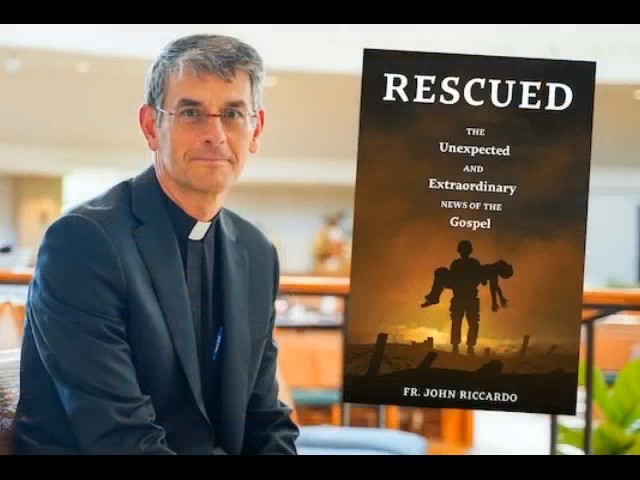 RESCUED
THE
Unexpected
AND
Extraordinary
NEWS OF THE
Gospel
FR. JOHN RICCARDO